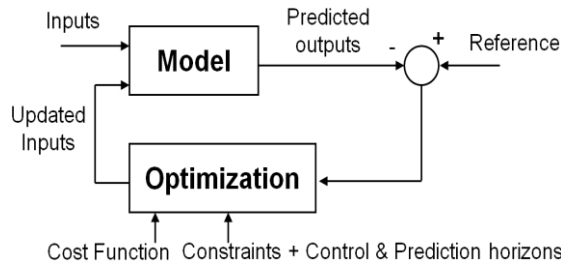 Inputs
Predicted
outputs
- +
Reference
Model
Updated
Inputs
Optimization
Cost Function Constraints + Control & Prediction horizons